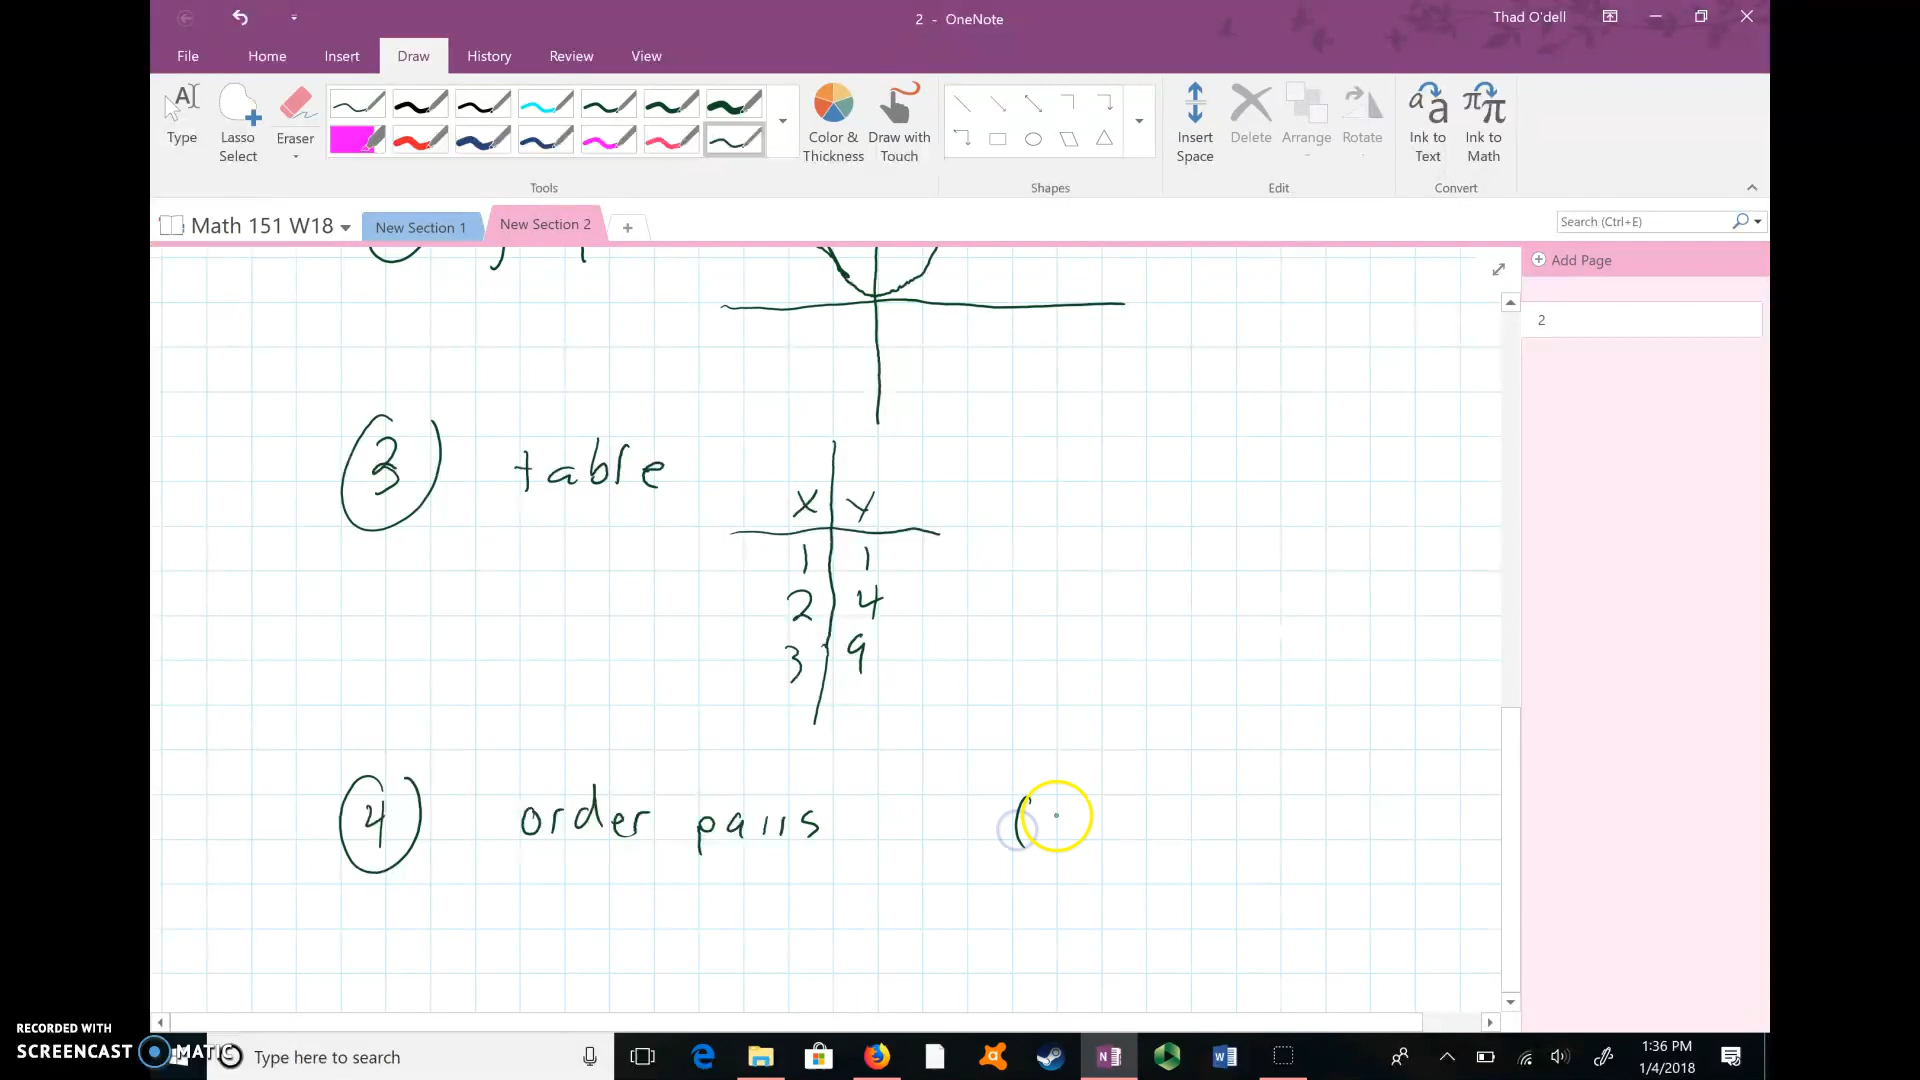 2 - OneNote
Thad O'dell
File Home Insert Draw History Review View
Type
Lasso Select
Eraser
Color & Thickness
Draw with Touch
Insert Space
Delete
Arrange
Rotate
Ink to Text
Ink to Math
Tools
Shapes
Edit
Convert
Math 151 W18
New Section 1
New Section 2
Search (Ctrl+E)
Add Page
2
3 table
X Y
1 1
2 4
3 9
4 order pairs (
RECORDED WITH
SCREENCAST MATIC
Type here to search
1:36 PM
1/4/2018